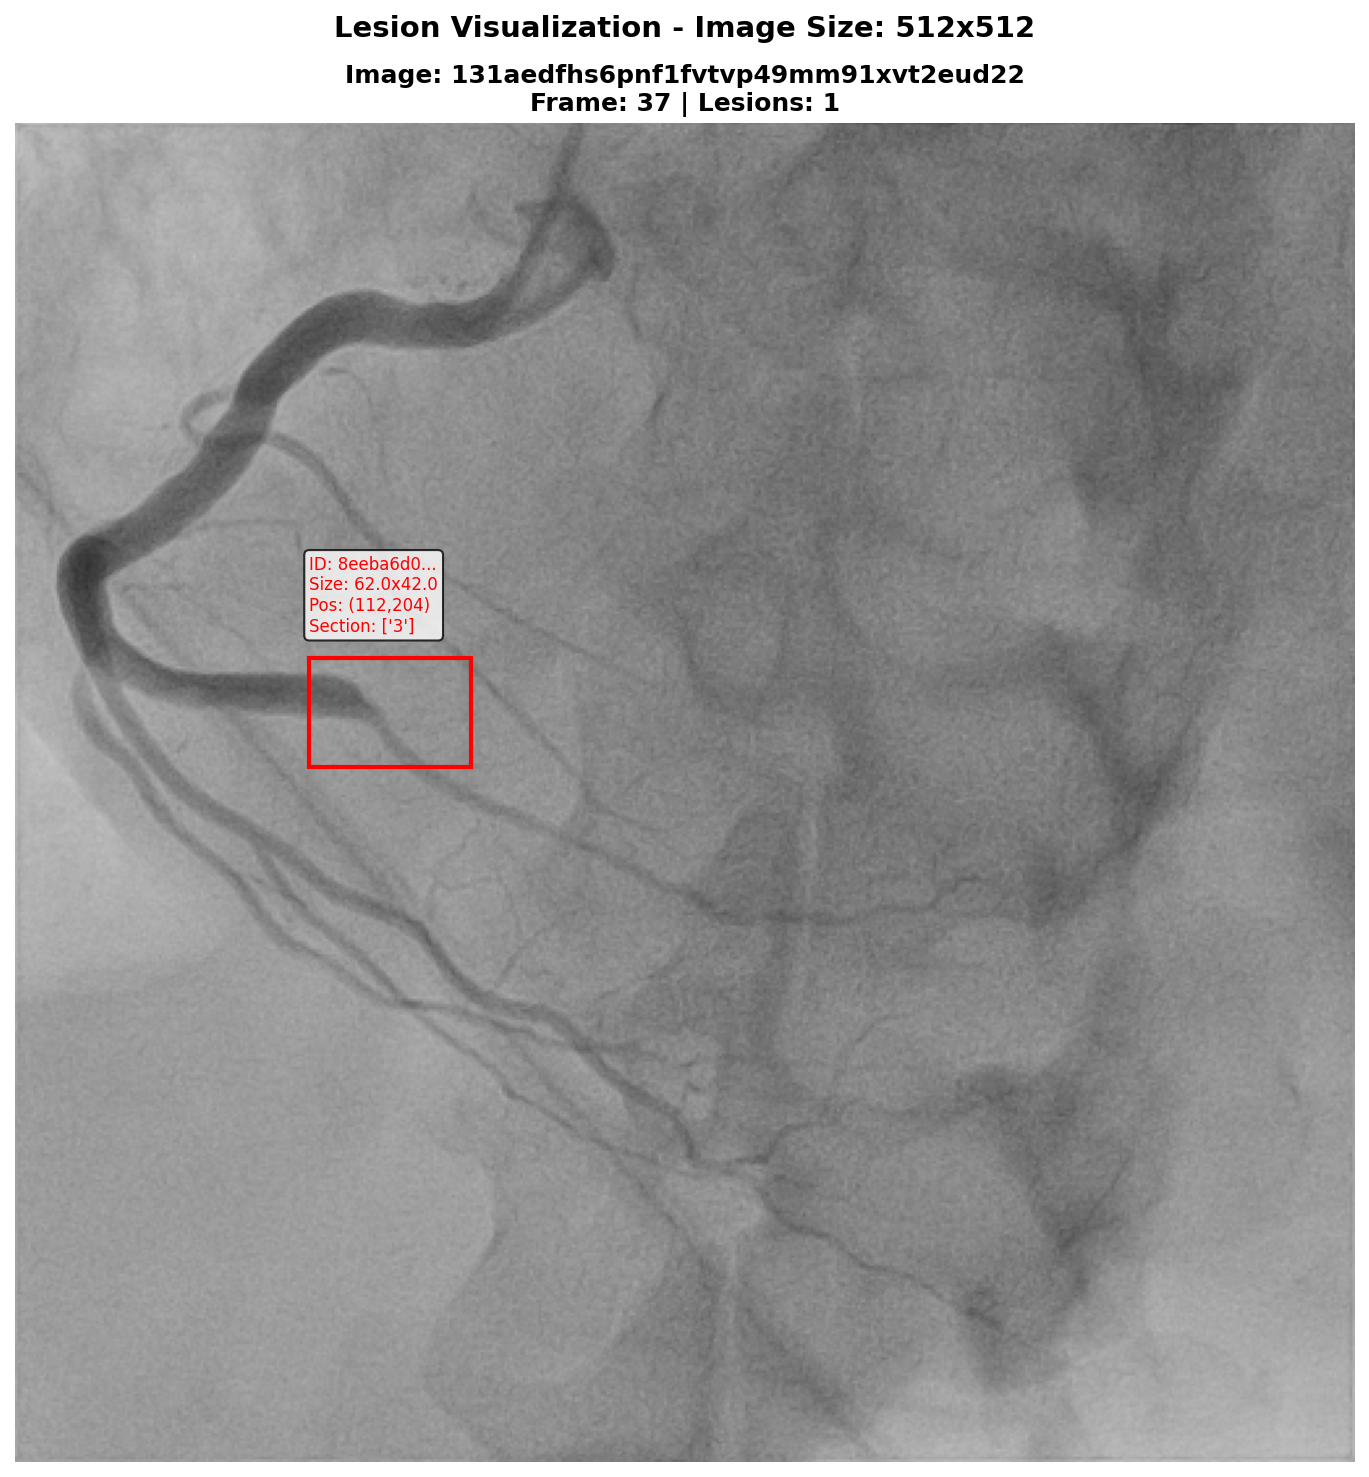 Lesion Visualization - Image Size: 512x512
Image: 131aedfhs6pnf1fvtvp49mm91xvt2eud22
Frame: 37 | Lesions: 1
ID: 8eeba6d0...
Size: 62.0x42.0
Pos: (112,204)
Section: ['3']